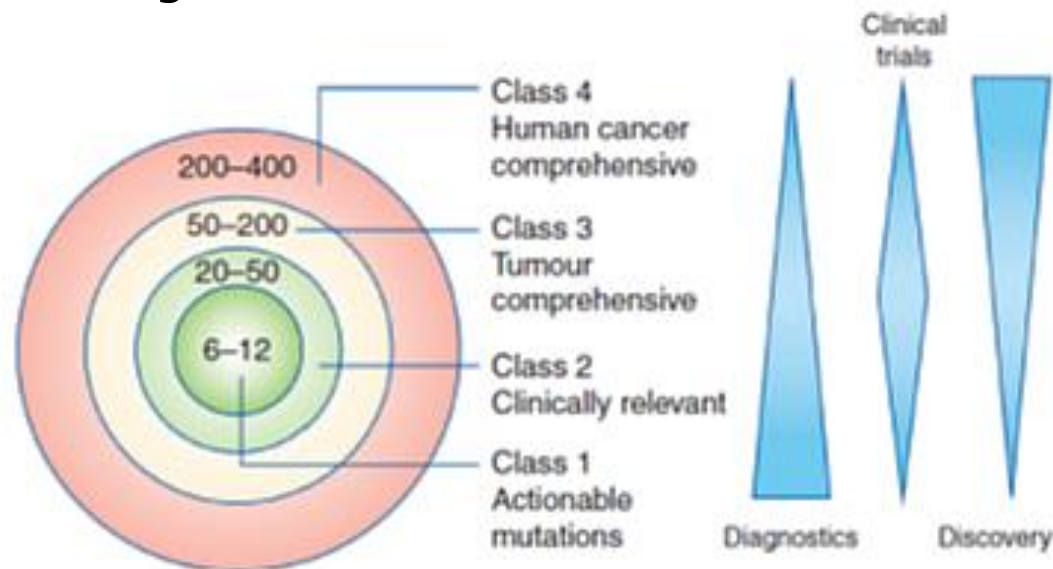 200–400
50–200
20–50
6–12
Class 4
Human cancer
comprehensive
Class 3
Tumour
comprehensive
Class 2
Clinically relevant
Class 1
Actionable
mutations
Clinical
trials
Diagnostics
Discovery